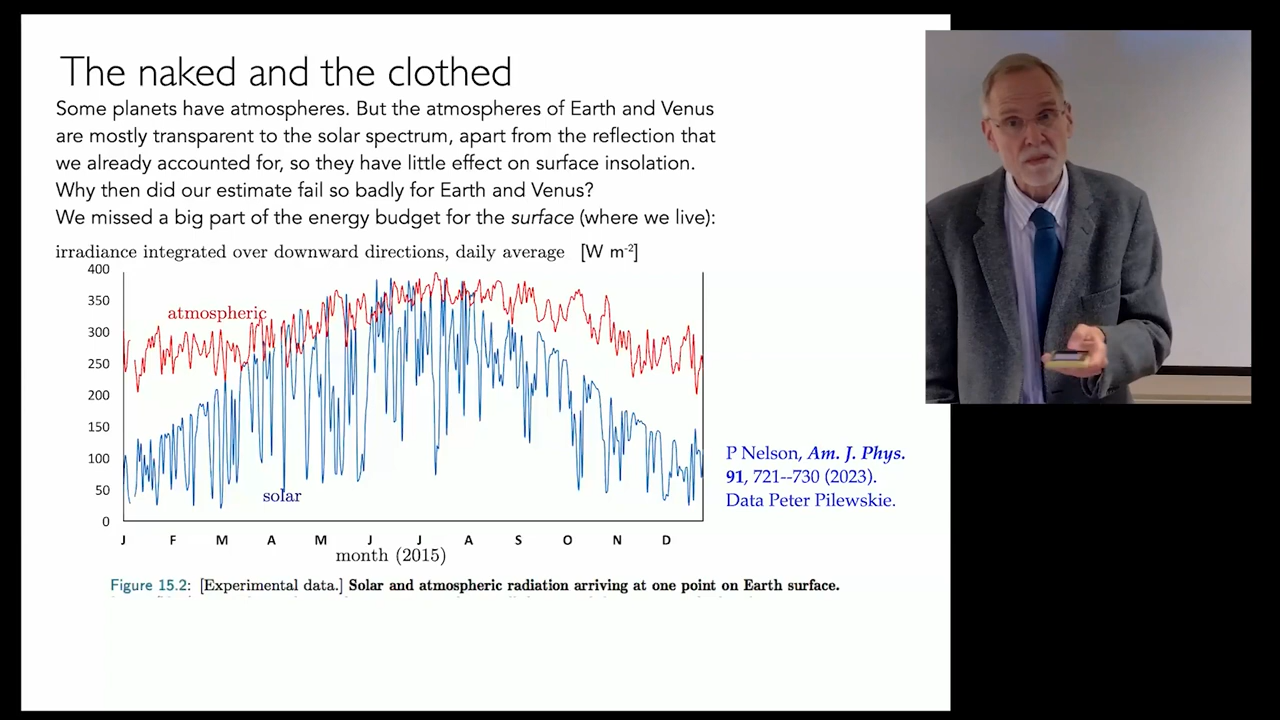 The naked and the clothed
Some planets have atmospheres. But the atmospheres of Earth and Venus
are mostly transparent to the solar spectrum, apart from the reflection that
we already accounted for, so they have little effect on surface insolation.
Why then did our estimate fail so badly for Earth and Venus?
We missed a big part of the energy budget for the surface (where we live):
irradiance integrated over downward directions, daily average [W m⁻²]
400
350
300
250
200
150
100
50
0
atmospheric
solar
J F M A M J J A S O N D
month (2015)
P Nelson, Am. J. Phys.
91, 721--730 (2023).
Data Peter Pilewskie.
Figure 15.2: [Experimental data.] Solar and atmospheric radiation arriving at one point on Earth surface.